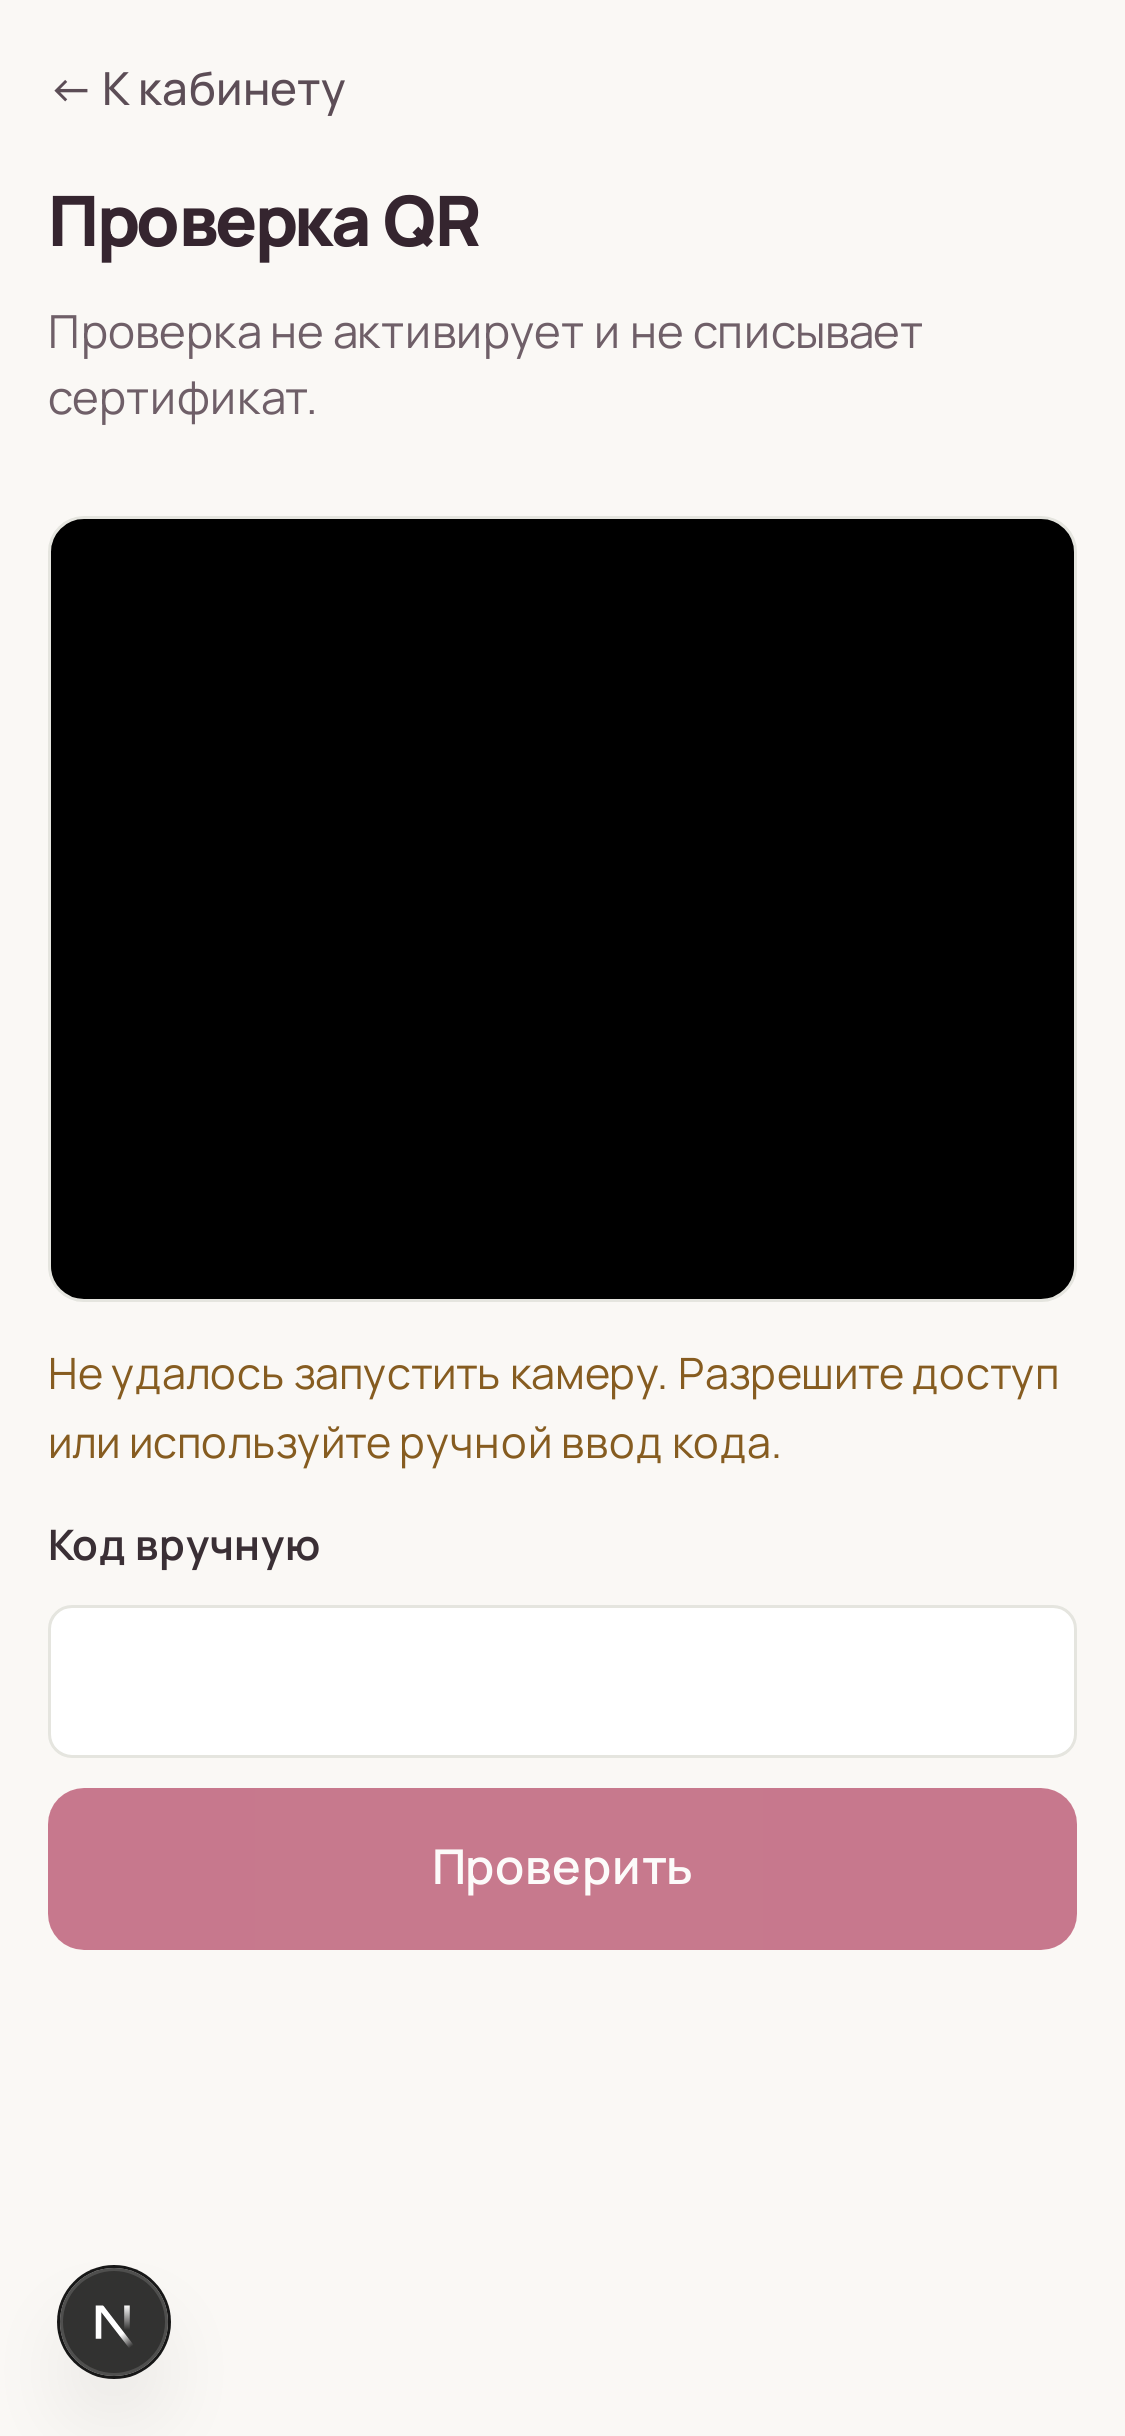 ← К кабинету
Проверка QR
Проверка не активирует и не списывает
сертификат.
Не удалось запустить камеру. Разрешите доступ
или используйте ручной ввод кода.
Код вручную
Проверить
N